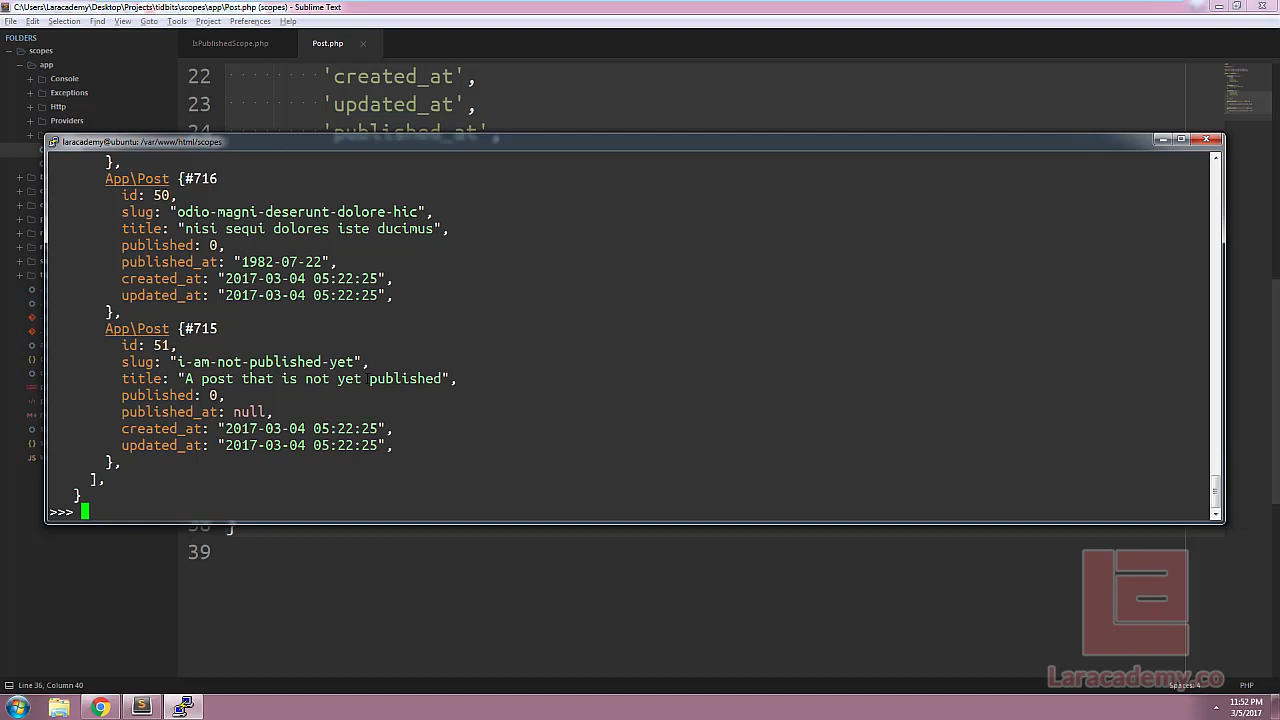 C:\Users\Laracademy\Desktop\Projects\tidbits\scopes\app\Post.php (scopes) - Sublime Text
File Edit Selection Find View Goto Tools Project Preferences Help
FOLDERS
scopes
app
Console
Exceptions
Http
Providers
JS
IsPublishedScope.php
Post.php
22 'created_at',
23 'updated_at',
24 'published_at',
laracademy@ubuntu: /var/www/html/scopes
},
App\Post {#716
id: 50,
slug: "odio-magni-deserunt-dolore-hic",
title: "nisi sequi dolores iste ducimus",
published: 0,
published_at: "1982-07-22",
created_at: "2017-03-04 05:22:25",
updated_at: "2017-03-04 05:22:25",
},
App\Post {#715
id: 51,
slug: "i-am-not-published-yet",
title: "A post that is not yet published",
published: 0,
published_at: null,
created_at: "2017-03-04 05:22:25",
updated_at: "2017-03-04 05:22:25",
},
],
}
>>>
38 }
39
Laracademy.co
Line 36, Column 40
Spaces: 4
PHP
11:52 PM
3/5/2017